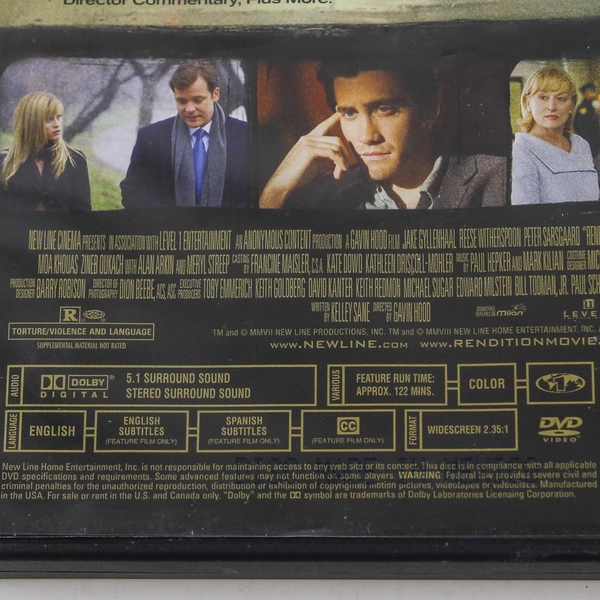 Director Commentary, Plus More!
NEW LINE CINEMA PRESENTS IN ASSOCIATION WITH LEVEL 1 ENTERTAINMENT AN ANONYMOUS CONTENT PRODUCTION A GAVIN HOOD FILM JAKE GYLLENHAAL REESE WITHERSPOON PETER SARSGAARD "REN
MOA KHOUAS ZINEB OUKACH WITH ALAN ARKIN AND MERYL STREEP CASTING BY FRANCINE MAISLER, C.S.A. KATE DOWD KATHLEEN DRISCOLL-MOHLER MUSIC BY PAUL HEPKER AND MARK KILIAN COSTUME DESIGNER MIC
PRODUCTION DESIGNER BARRY ROBISON DIRECTOR OF PHOTOGRAPHY DION BEEBE, ACS, ASC EXECUTIVE PRODUCERS TOBY EMMERICH KEITH GOLDBERG DAVID KANTER KEITH REDMON MICHAEL SUGAR EDWARD MILSTEIN BILL TODMAN, JR. PAUL SCH
WRITTEN BY KELLEY SANE DIRECTED BY GAVIN HOOD
R
TORTURE/VIOLENCE AND LANGUAGE
SUPPLEMENTAL MATERIAL NOT RATED
milan LEVE
TM and © MMVII NEW LINE PRODUCTIONS, INC. TM and © MMVIII NEW LINE HOME ENTERTAINMENT, INC. A
WWW.NEWLINE.COM WWW.RENDITIONMOVIE.
AUDIO DOLBY DIGITAL 5.1 SURROUND SOUND
STEREO SURROUND SOUND
VARIOUS FEATURE RUN TIME:
APPROX. 122 MINS.
COLOR
LANGUAGE ENGLISH
ENGLISH SUBTITLES
(FEATURE FILM ONLY)
SPANISH SUBTITLES
(FEATURE FILM ONLY)
CC
(FEATURE FILM ONLY)
FORMAT WIDESCREEN 2.35:1
DVD VIDEO
New Line Home Entertainment, Inc. is not responsible for maintaining access to any web site or its content. This disc is in compliance with all applicable
DVD specifications and requirements. Some advanced features may not function on some players. WARNING: Federal law provides severe civil and
criminal penalties for the unauthorized reproduction, distribution or exhibition of copyrighted motion pictures, videotapes or videodiscs. Manufactured
in the USA. For sale or rent in the U.S. and Canada only. "Dolby" and the DD symbol are trademarks of Dolby Laboratories Licensing Corporation.